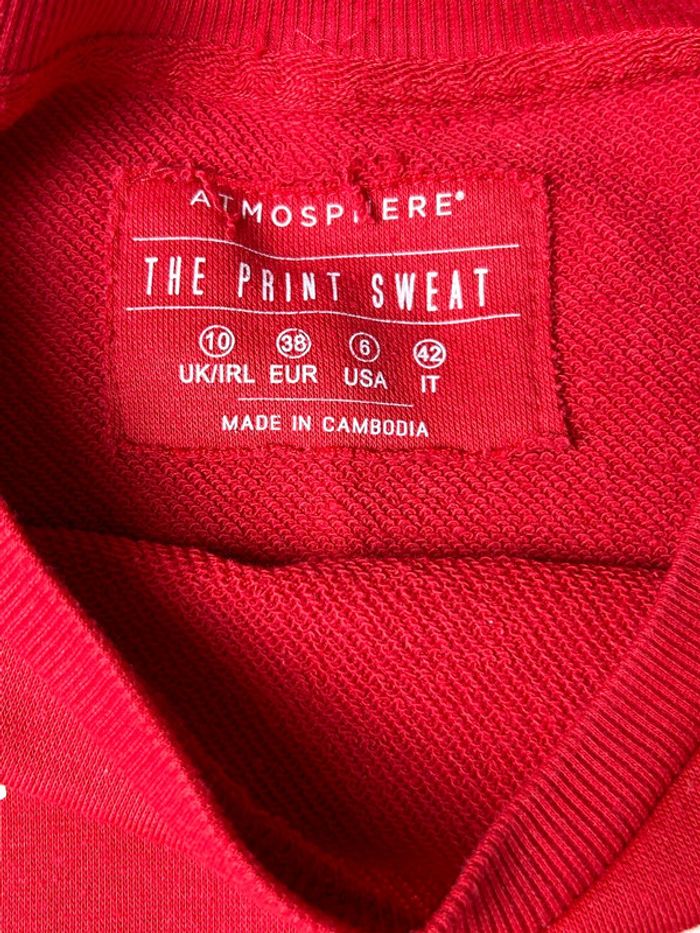 ATMOSPHERE®
THE PRINT SWEAT
10 38 6 42
UK/IRL EUR USA IT
MADE IN CAMBODIA